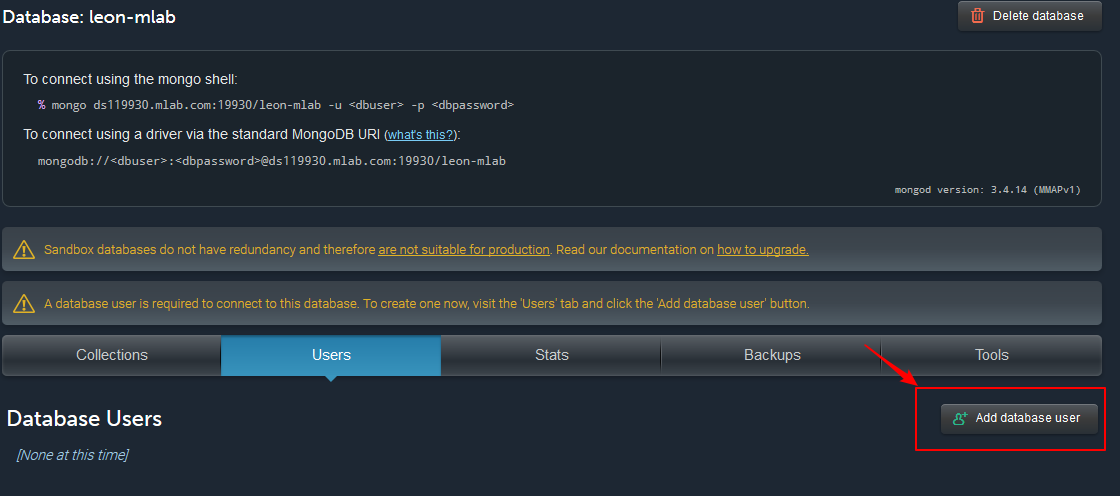 Database: leon-mlab
Delete database
To connect using the mongo shell:
% mongo ds119930.mlab.com:19930/leon-mlab -u <dbuser> -p <dbpassword>
To connect using a driver via the standard MongoDB URI (what's this?):
mongodb://<dbuser>:<dbpassword>@ds119930.mlab.com:19930/leon-mlab
mongod version: 3.4.14 (MMAPv1)
Sandbox databases do not have redundancy and therefore are not suitable for production. Read our documentation on how to upgrade.
A database user is required to connect to this database. To create one now, visit the 'Users' tab and click the 'Add database user' button.
Collections
Users
Stats
Backups
Tools
Database Users
Add database user
[None at this time]